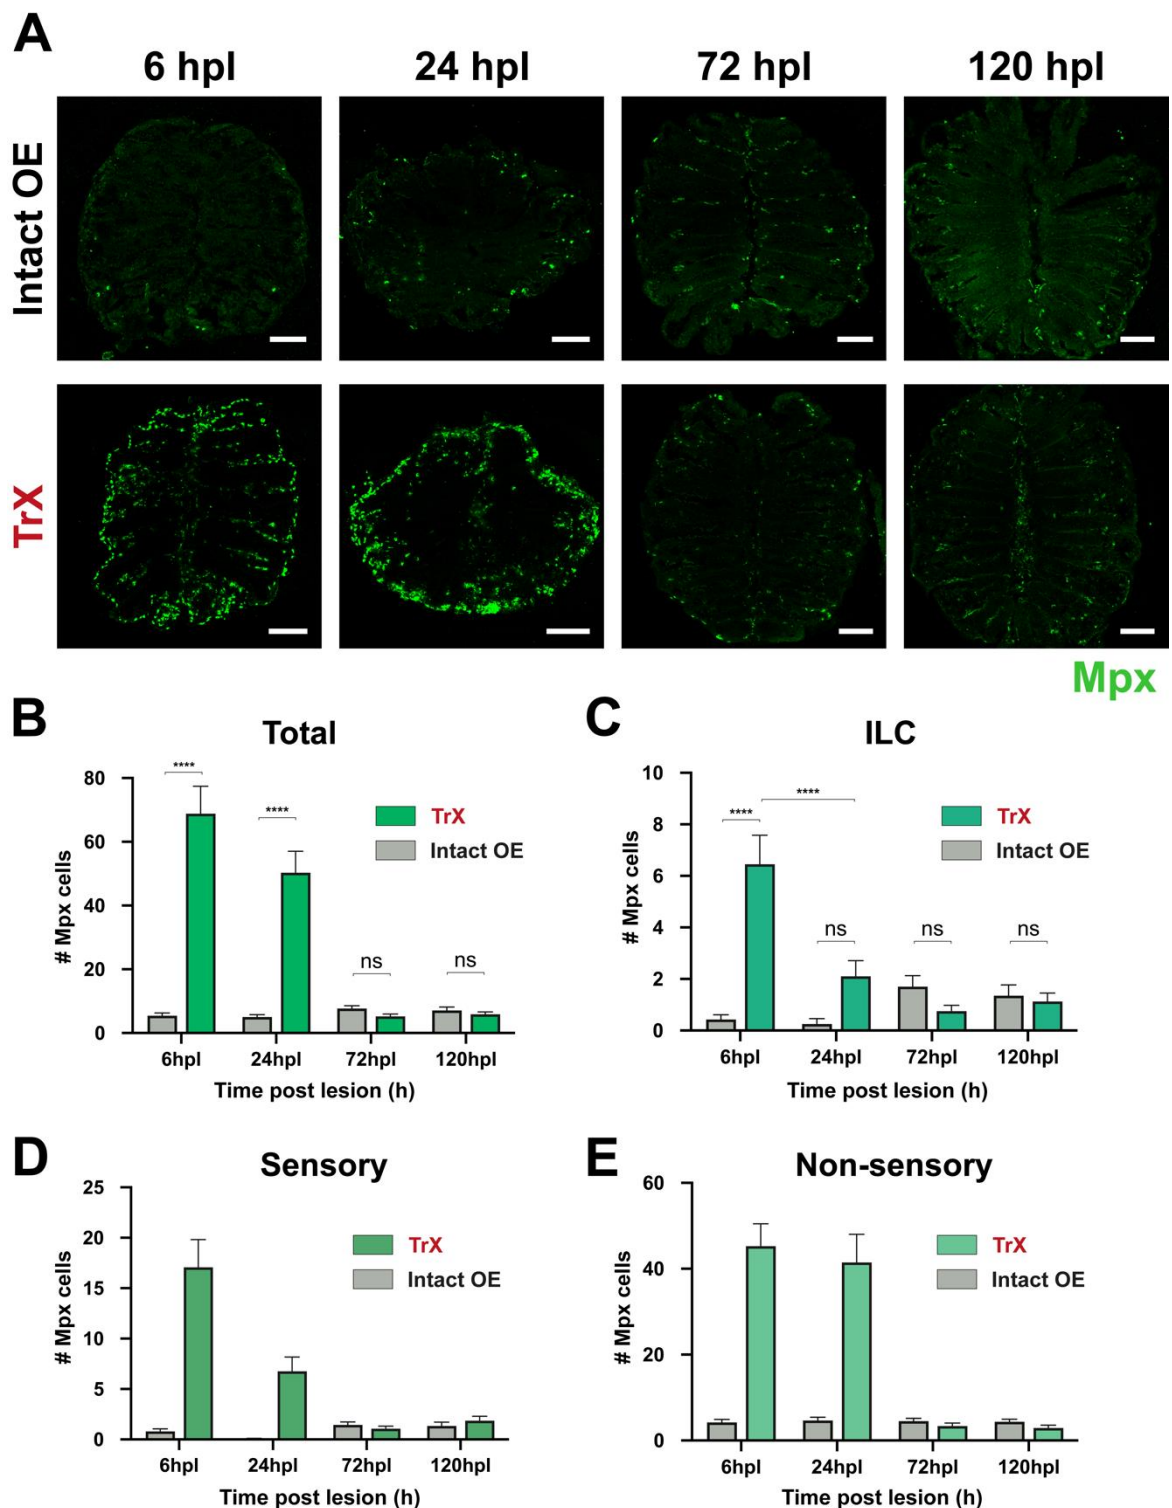 A
6 hpl 24 hpl 72 hpl 120 hpl
Intact OE
TrX
Mpx
B
Total
80
60
40
20
0
# Mpx cells
****
****
ns
ns
TrX
Intact OE
6hpl 24hpl 72hpl 120hpl
Time post lesion (h)
C
ILC
10
8
6
4
2
0
# Mpx cells
****
****
ns
ns
ns
TrX
Intact OE
6hpl 24hpl 72hpl 120hpl
Time post lesion (h)
D
Sensory
25
20
15
10
5
0
# Mpx cells
TrX
Intact OE
6hpl 24hpl 72hpl 120hpl
Time post lesion (h)
E
Non-sensory
60
40
20
0
# Mpx cells
TrX
Intact OE
6hpl 24hpl 72hpl 120hpl
Time post lesion (h)